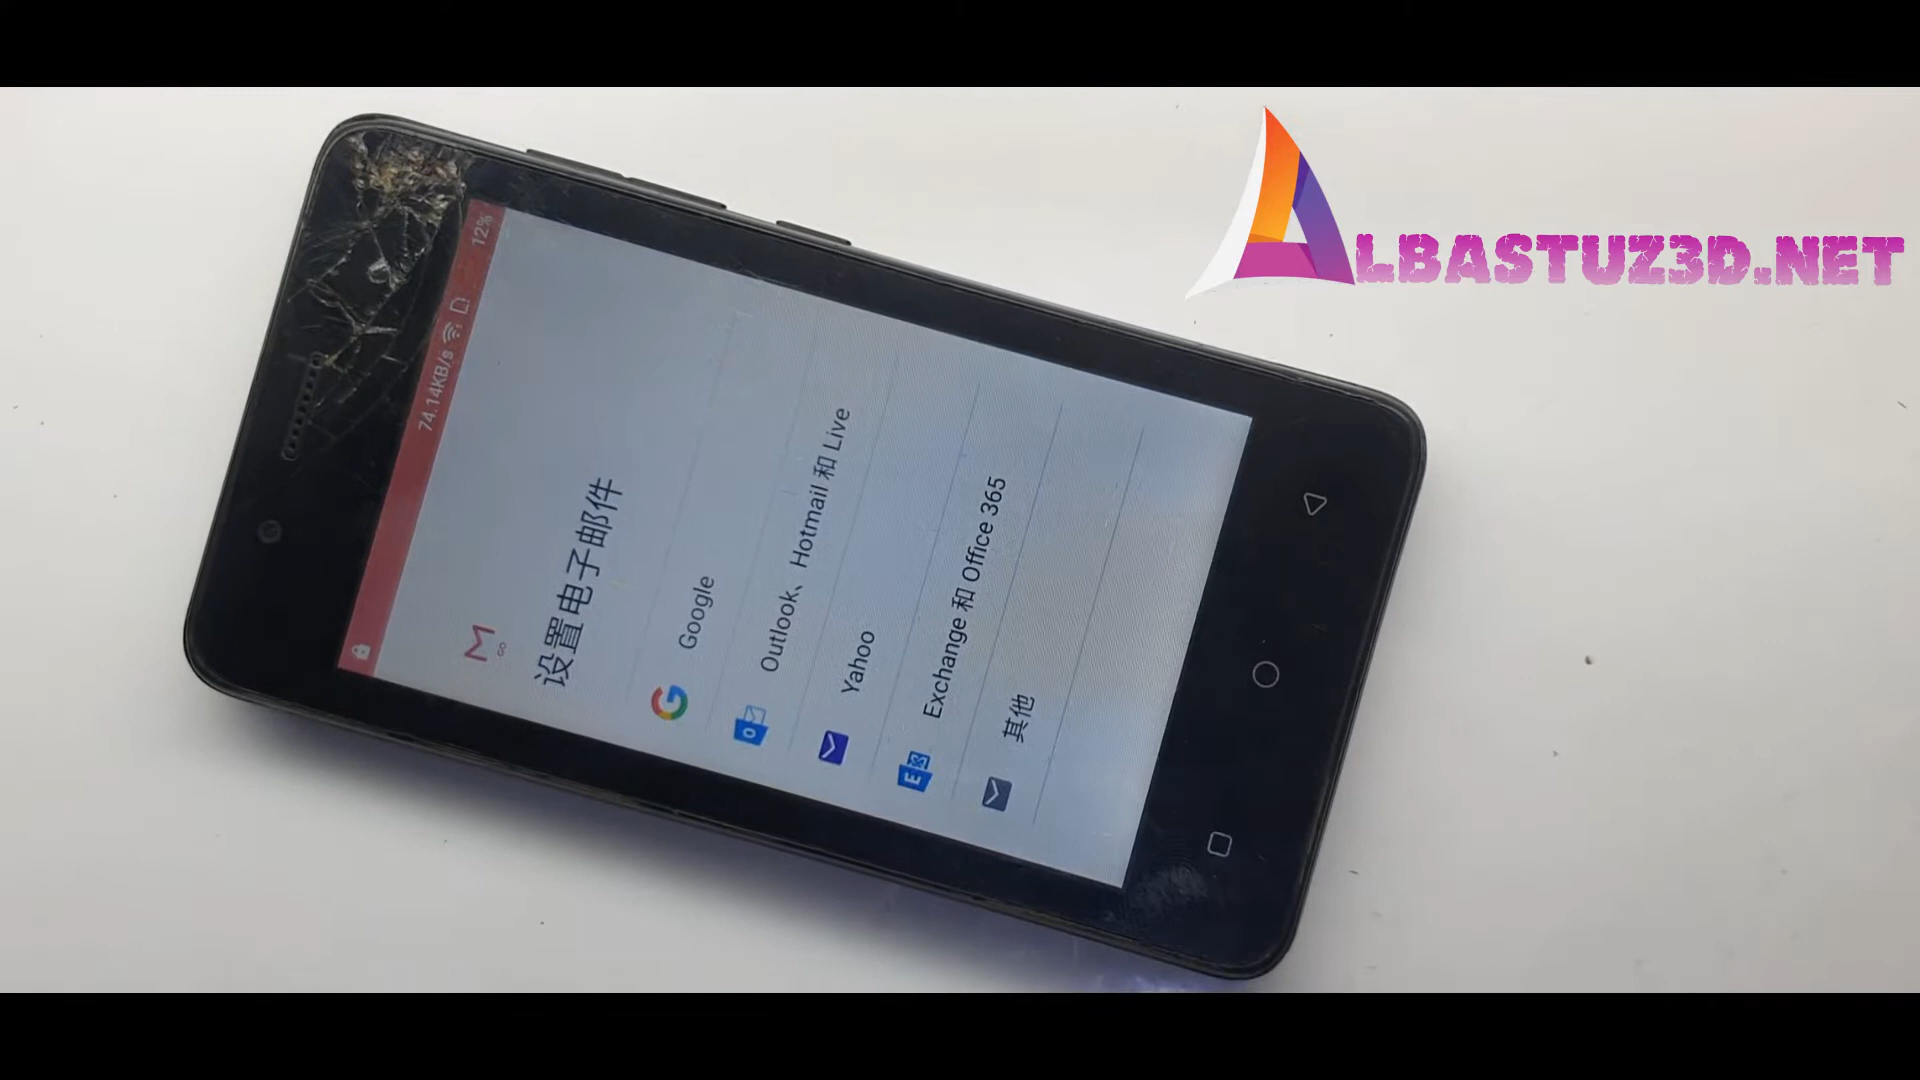 ALBASTUZ3D.NET
74.14KB/s 12%
M
GO
设置电子邮件
Google
Outlook、Hotmail 和 Live
Yahoo
Exchange 和 Office 365
其他